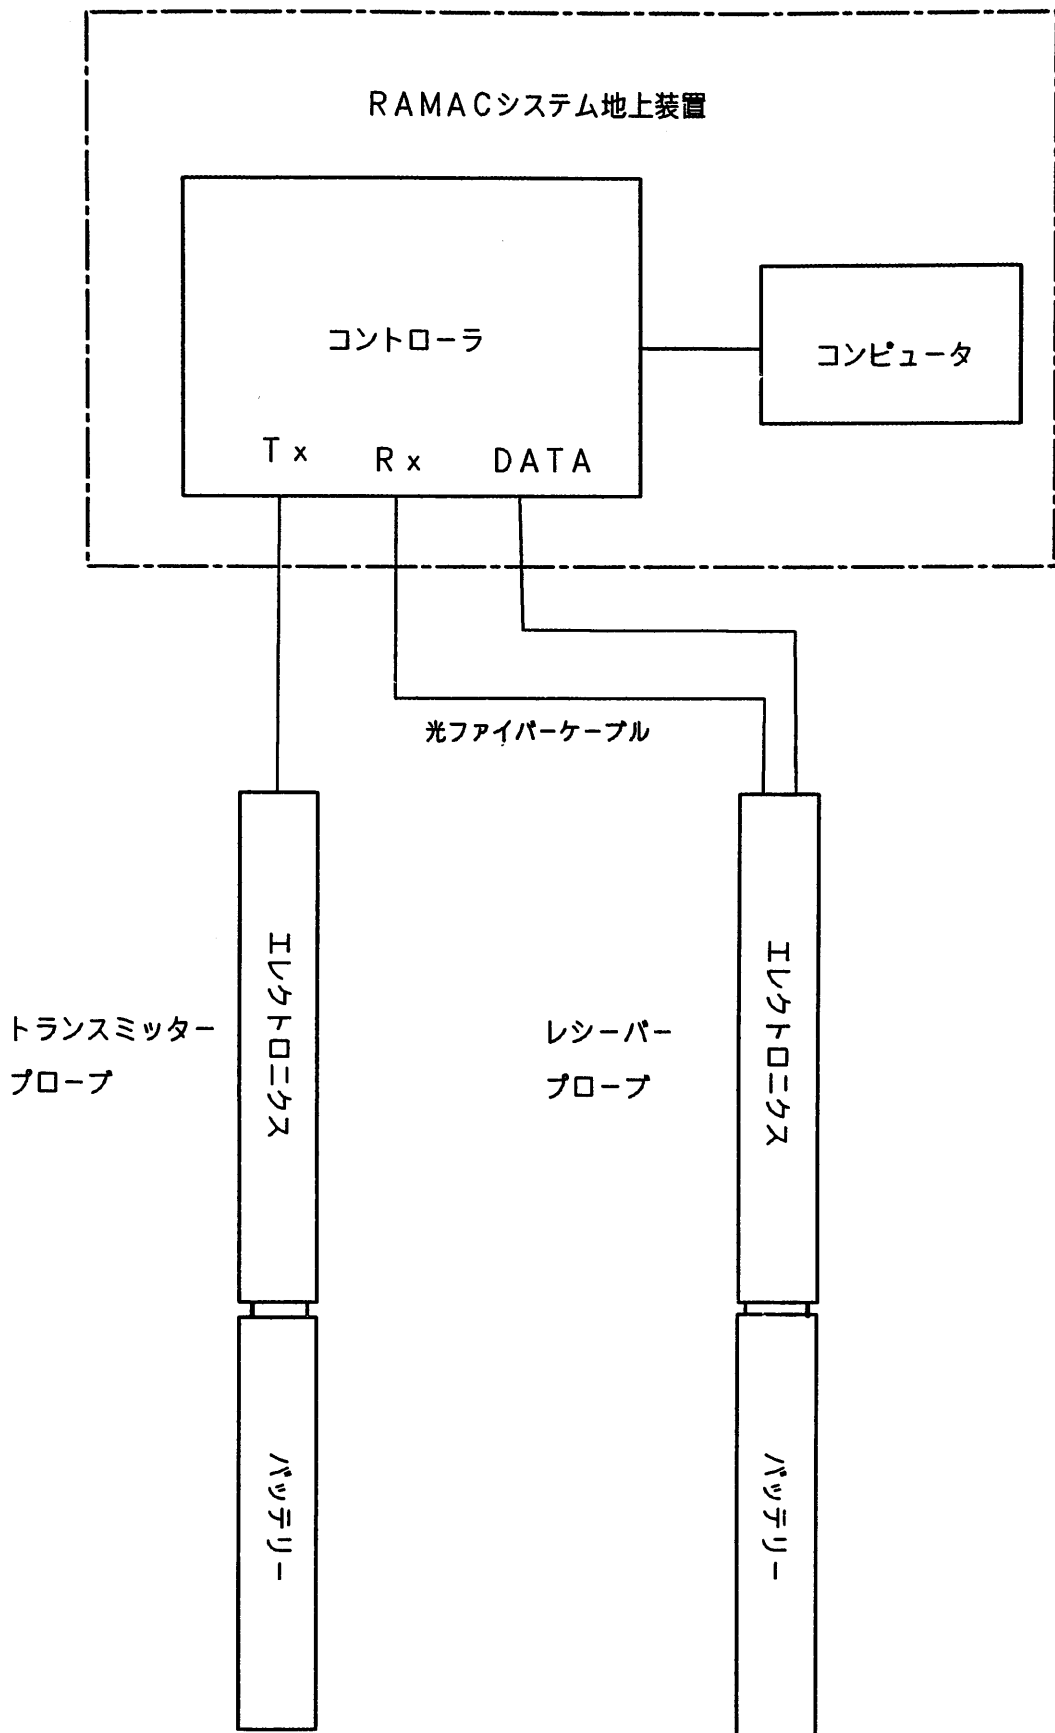 RAMACシステム地上装置
コントローラ
コンピュータ
Tx
Rx
DATA
光ファイバーケーブル
エレクトロニクス
エレクトロニクス
トランスミッター
プローブ
レシーバー
プローブ
バッテリー
バッテリー